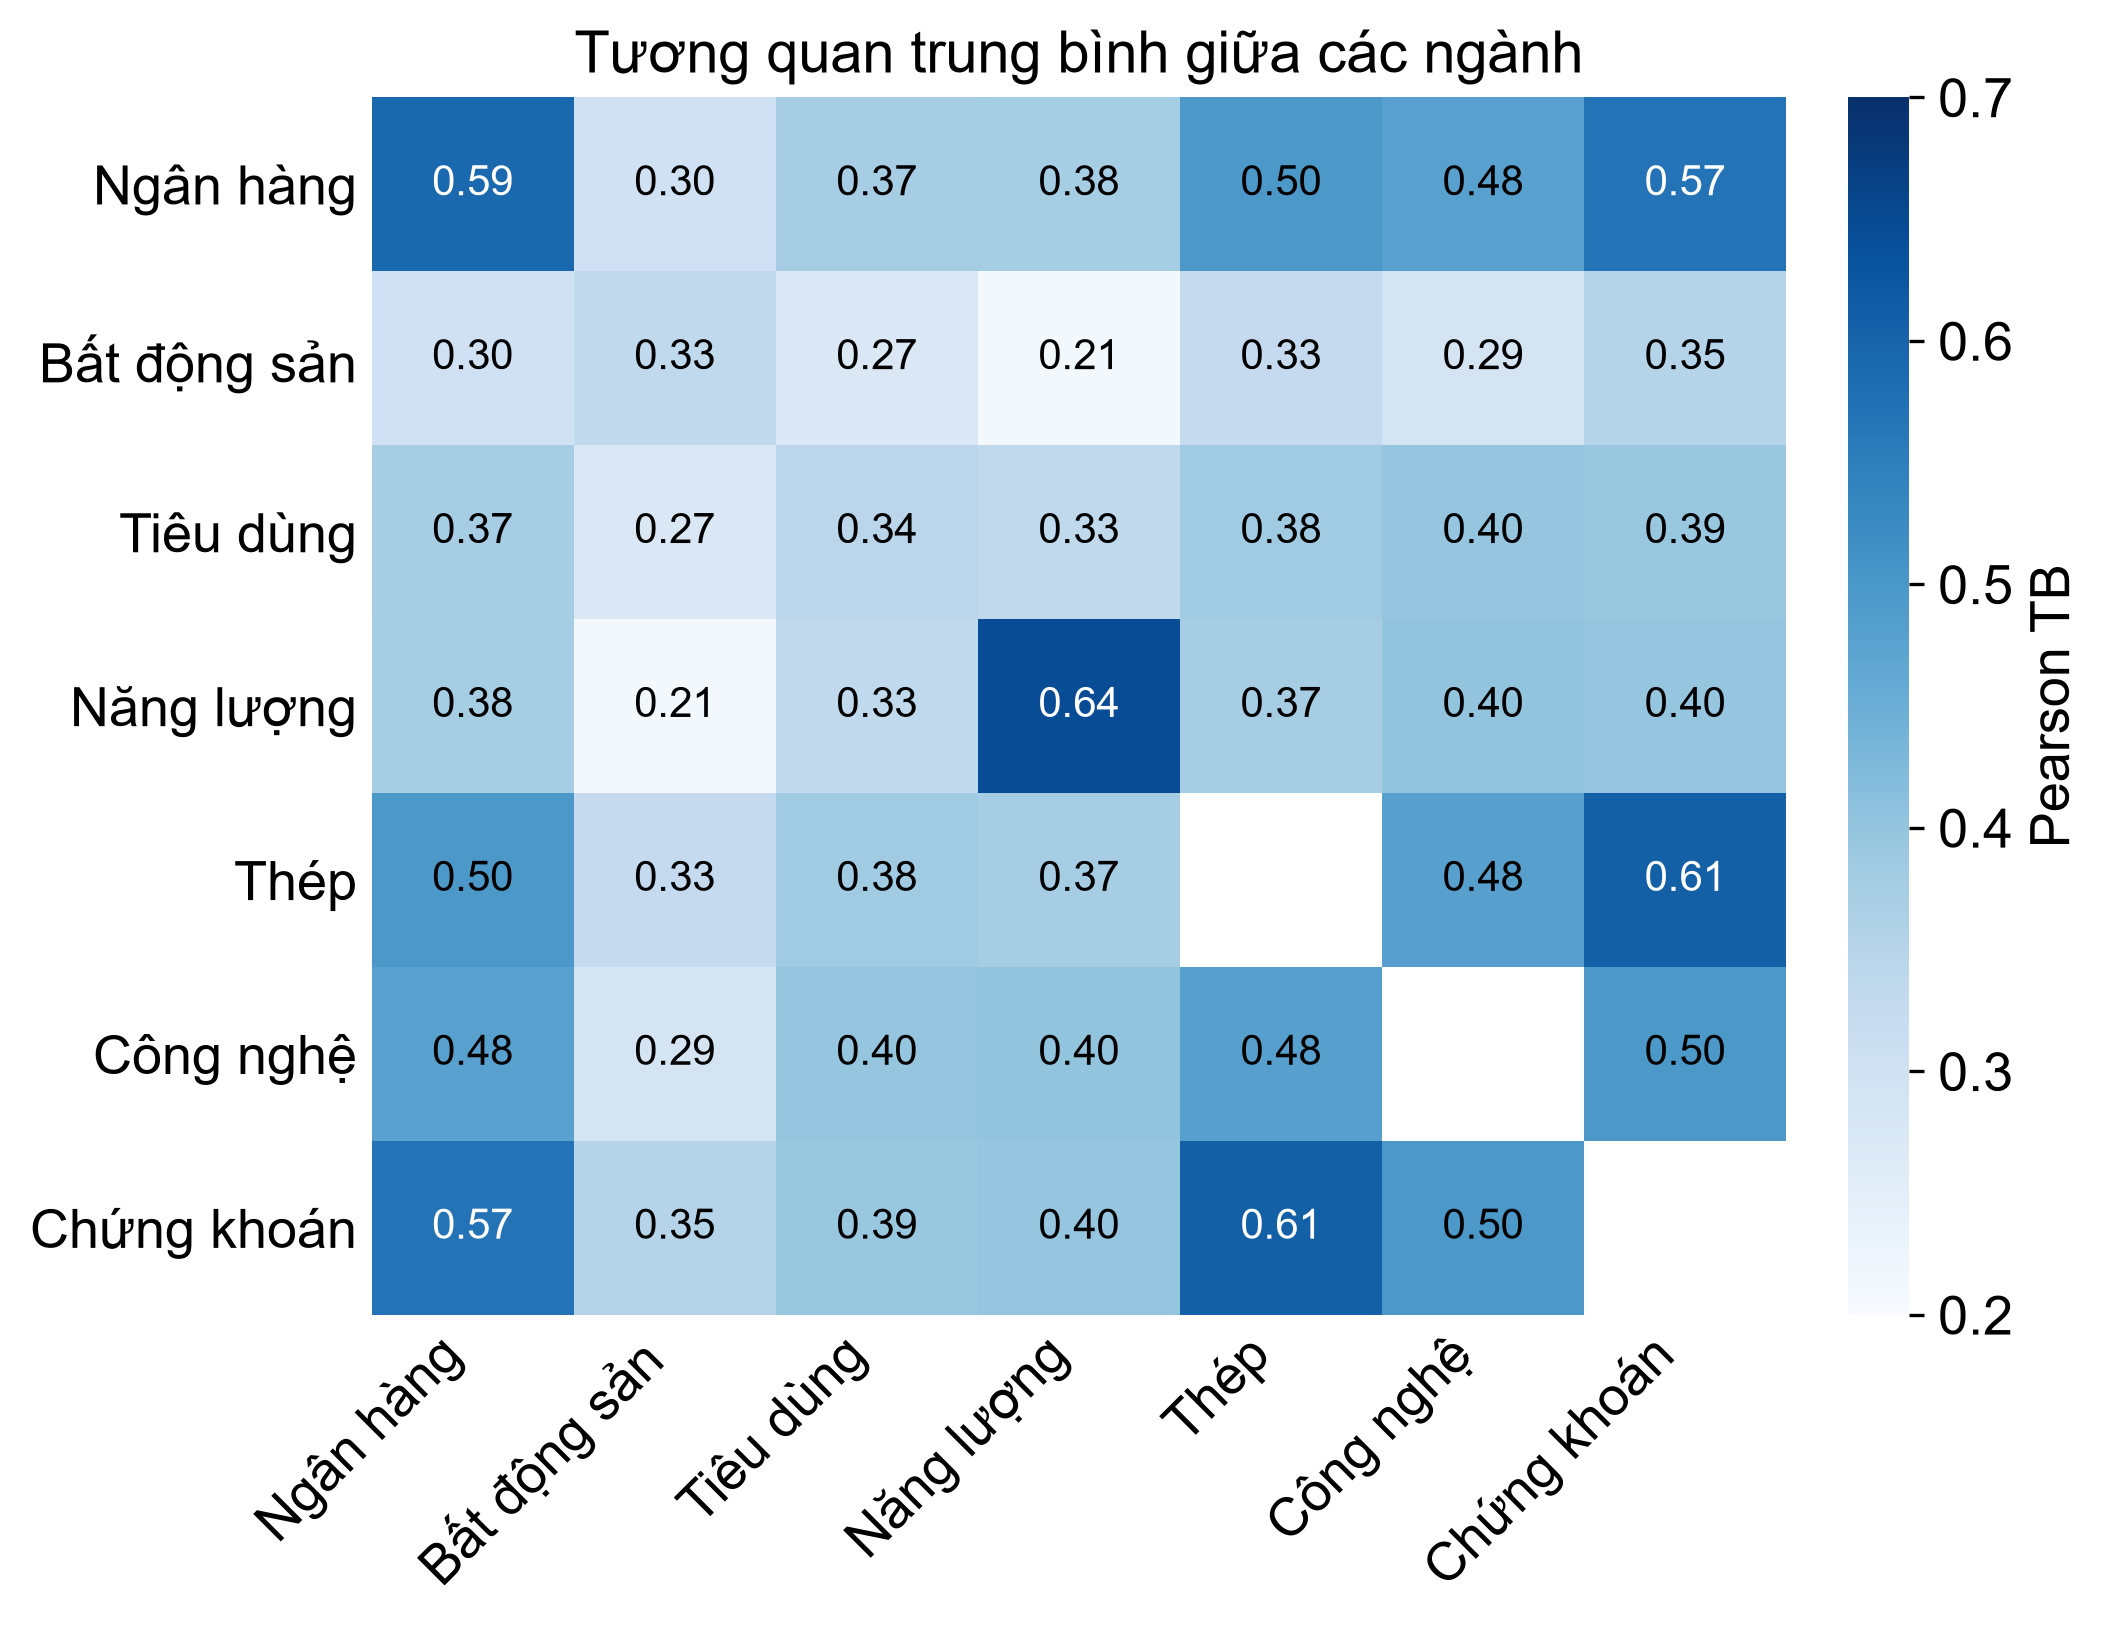 Tương quan trung bình giữa các ngành
Ngân hàng 0.59 0.30 0.37 0.38 0.50 0.48 0.57
Bất động sản 0.30 0.33 0.27 0.21 0.33 0.29 0.35
Tiêu dùng 0.37 0.27 0.34 0.33 0.38 0.40 0.39
Năng lượng 0.38 0.21 0.33 0.64 0.37 0.40 0.40
Thép 0.50 0.33 0.38 0.37 0.48 0.61
Công nghệ 0.48 0.29 0.40 0.40 0.48 0.50
Chứng khoán 0.57 0.35 0.39 0.40 0.61 0.50
Ngân hàng
Bất động sản
Tiêu dùng
Năng lượng
Thép
Công nghệ
Chứng khoán
0.7
0.6
0.5
0.4
0.3
0.2
Pearson TB